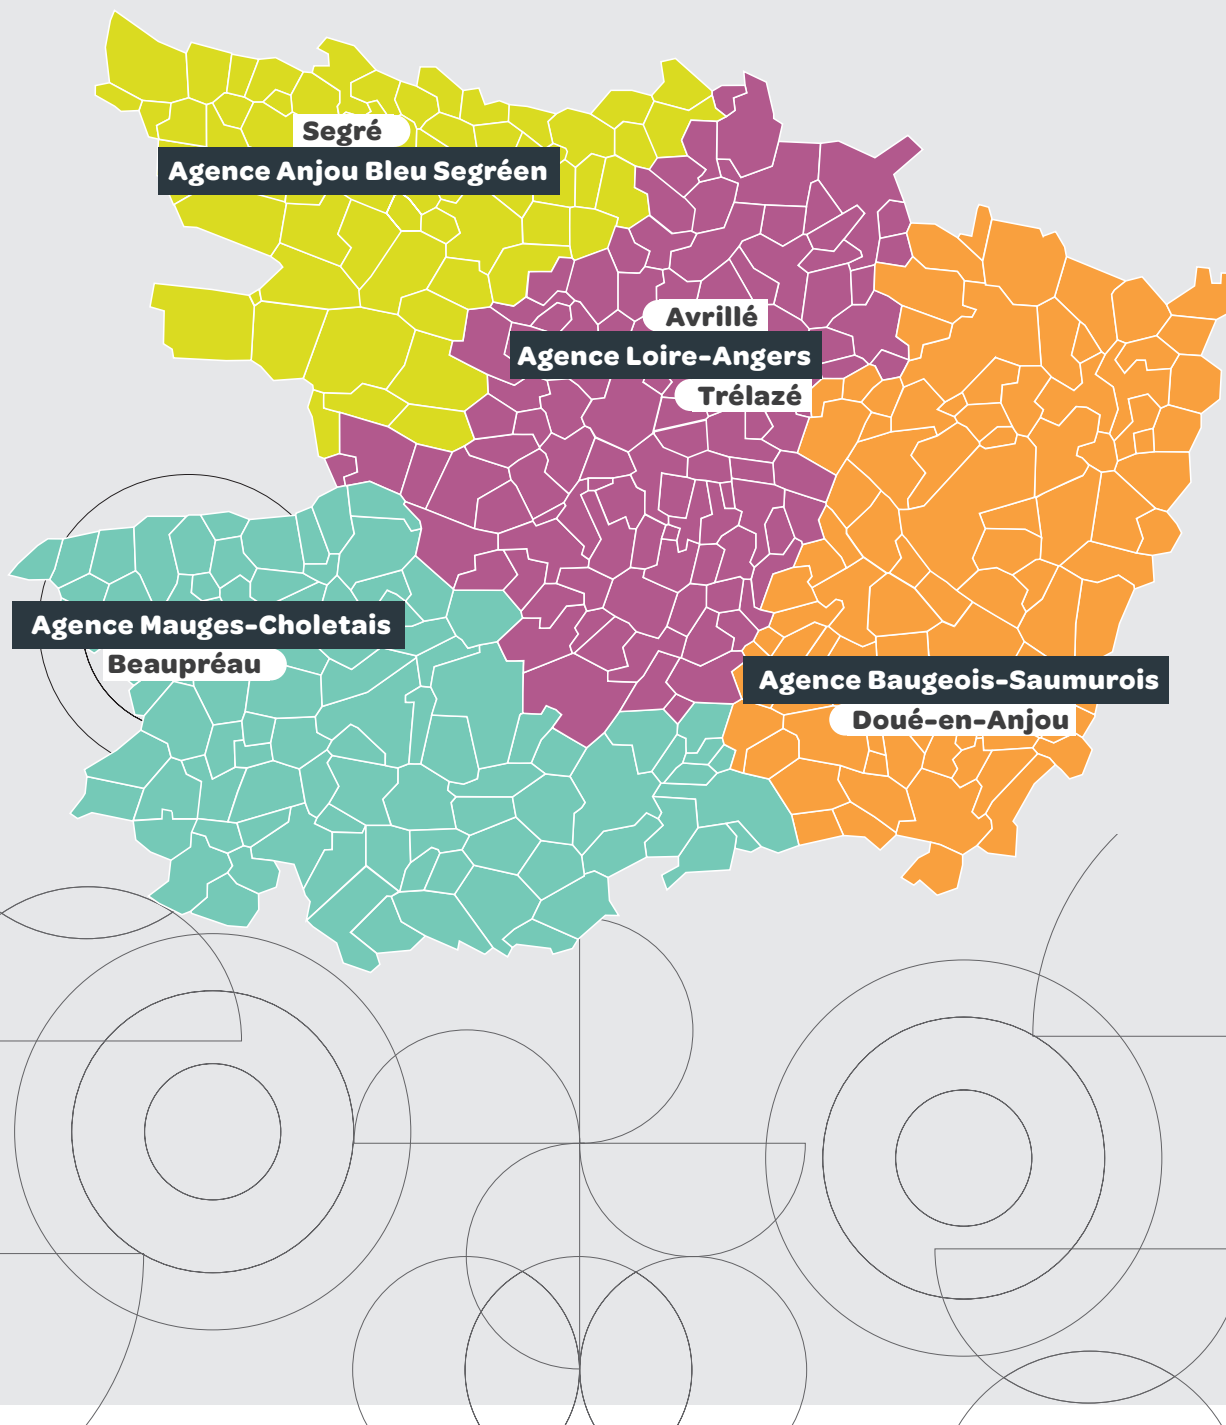 Segré
Agence Anjou Bleu Segréen
Avrillé
Agence Loire-Angers
Trélazé
Agence Mauges-Choletais
Beaupréau
Agence Baugeois-Saumurois
Doué-en-Anjou